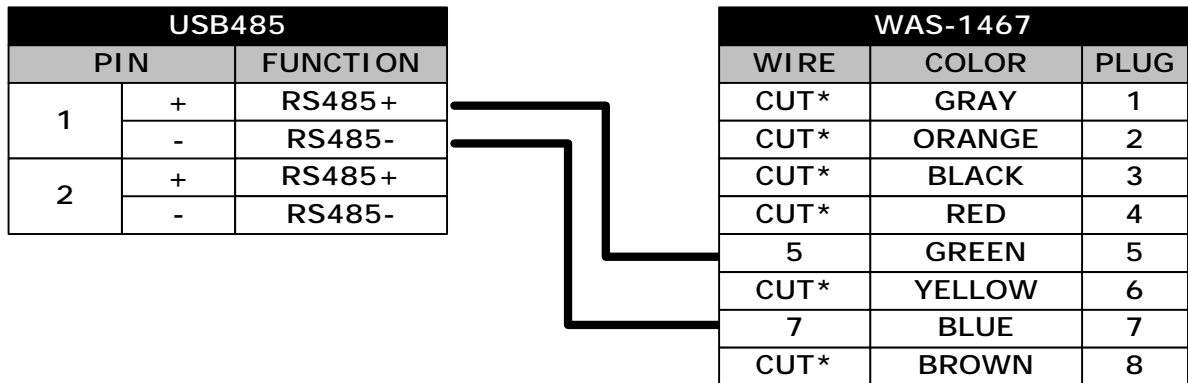 USB485
PIN FUNCTION
1 + RS485+
- RS485-
2 + RS485+
- RS485-
WAS-1467
WIRE COLOR PLUG
CUT* GRAY 1
CUT* ORANGE 2
CUT* BLACK 3
CUT* RED 4
5 GREEN 5
CUT* YELLOW 6
7 BLUE 7
CUT* BROWN 8